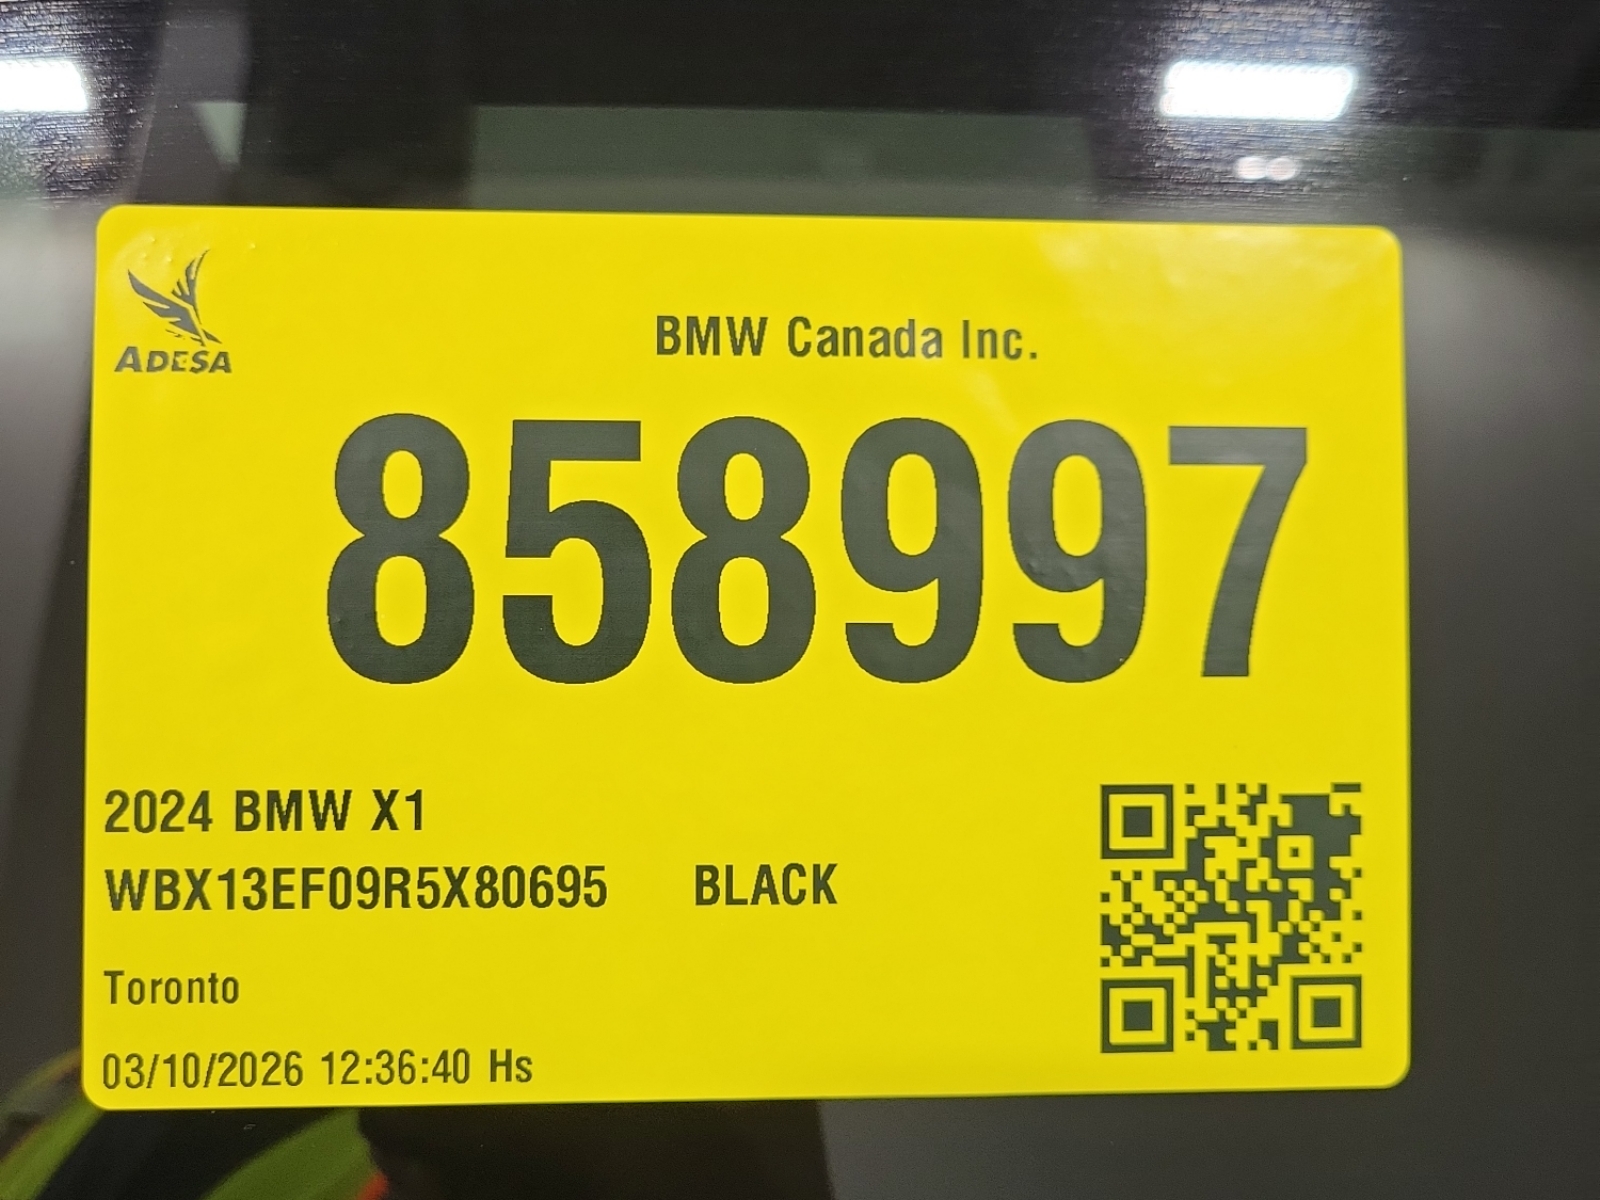 ADESA
BMW Canada Inc.
858997
2024 BMW X1
WBX13EF09R5X80695 BLACK
Toronto
03/10/2026 12:36:40 Hs